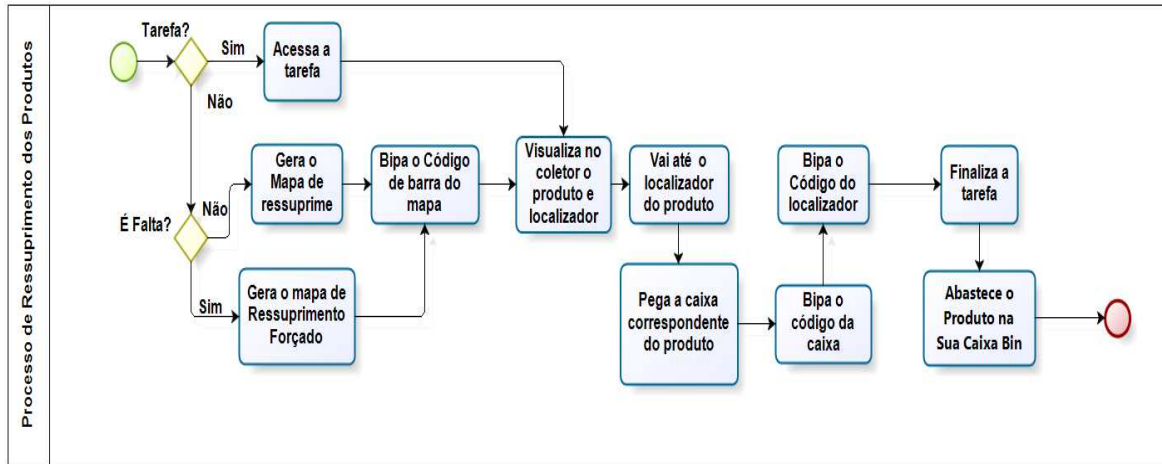 Processo de Ressuprimento dos Produtos
Tarefa?
Sim
Acessa a
tarefa
Não
É Falta?
Não
Gera o
Mapa de
ressuprime
Bipa o Código
de barra do
mapa
Sim
Gera o mapa de
Ressuprimento
Forçado
Visualiza no
coletor o
produto e
localizador
Vai até o
localizador
do produto
Pega a caixa
correspondente
do produto
Bipa o
código da
caixa
Bipa o
Código do
localizador
Finaliza a
tarefa
Abastece o
Produto na
Sua Caixa Bin